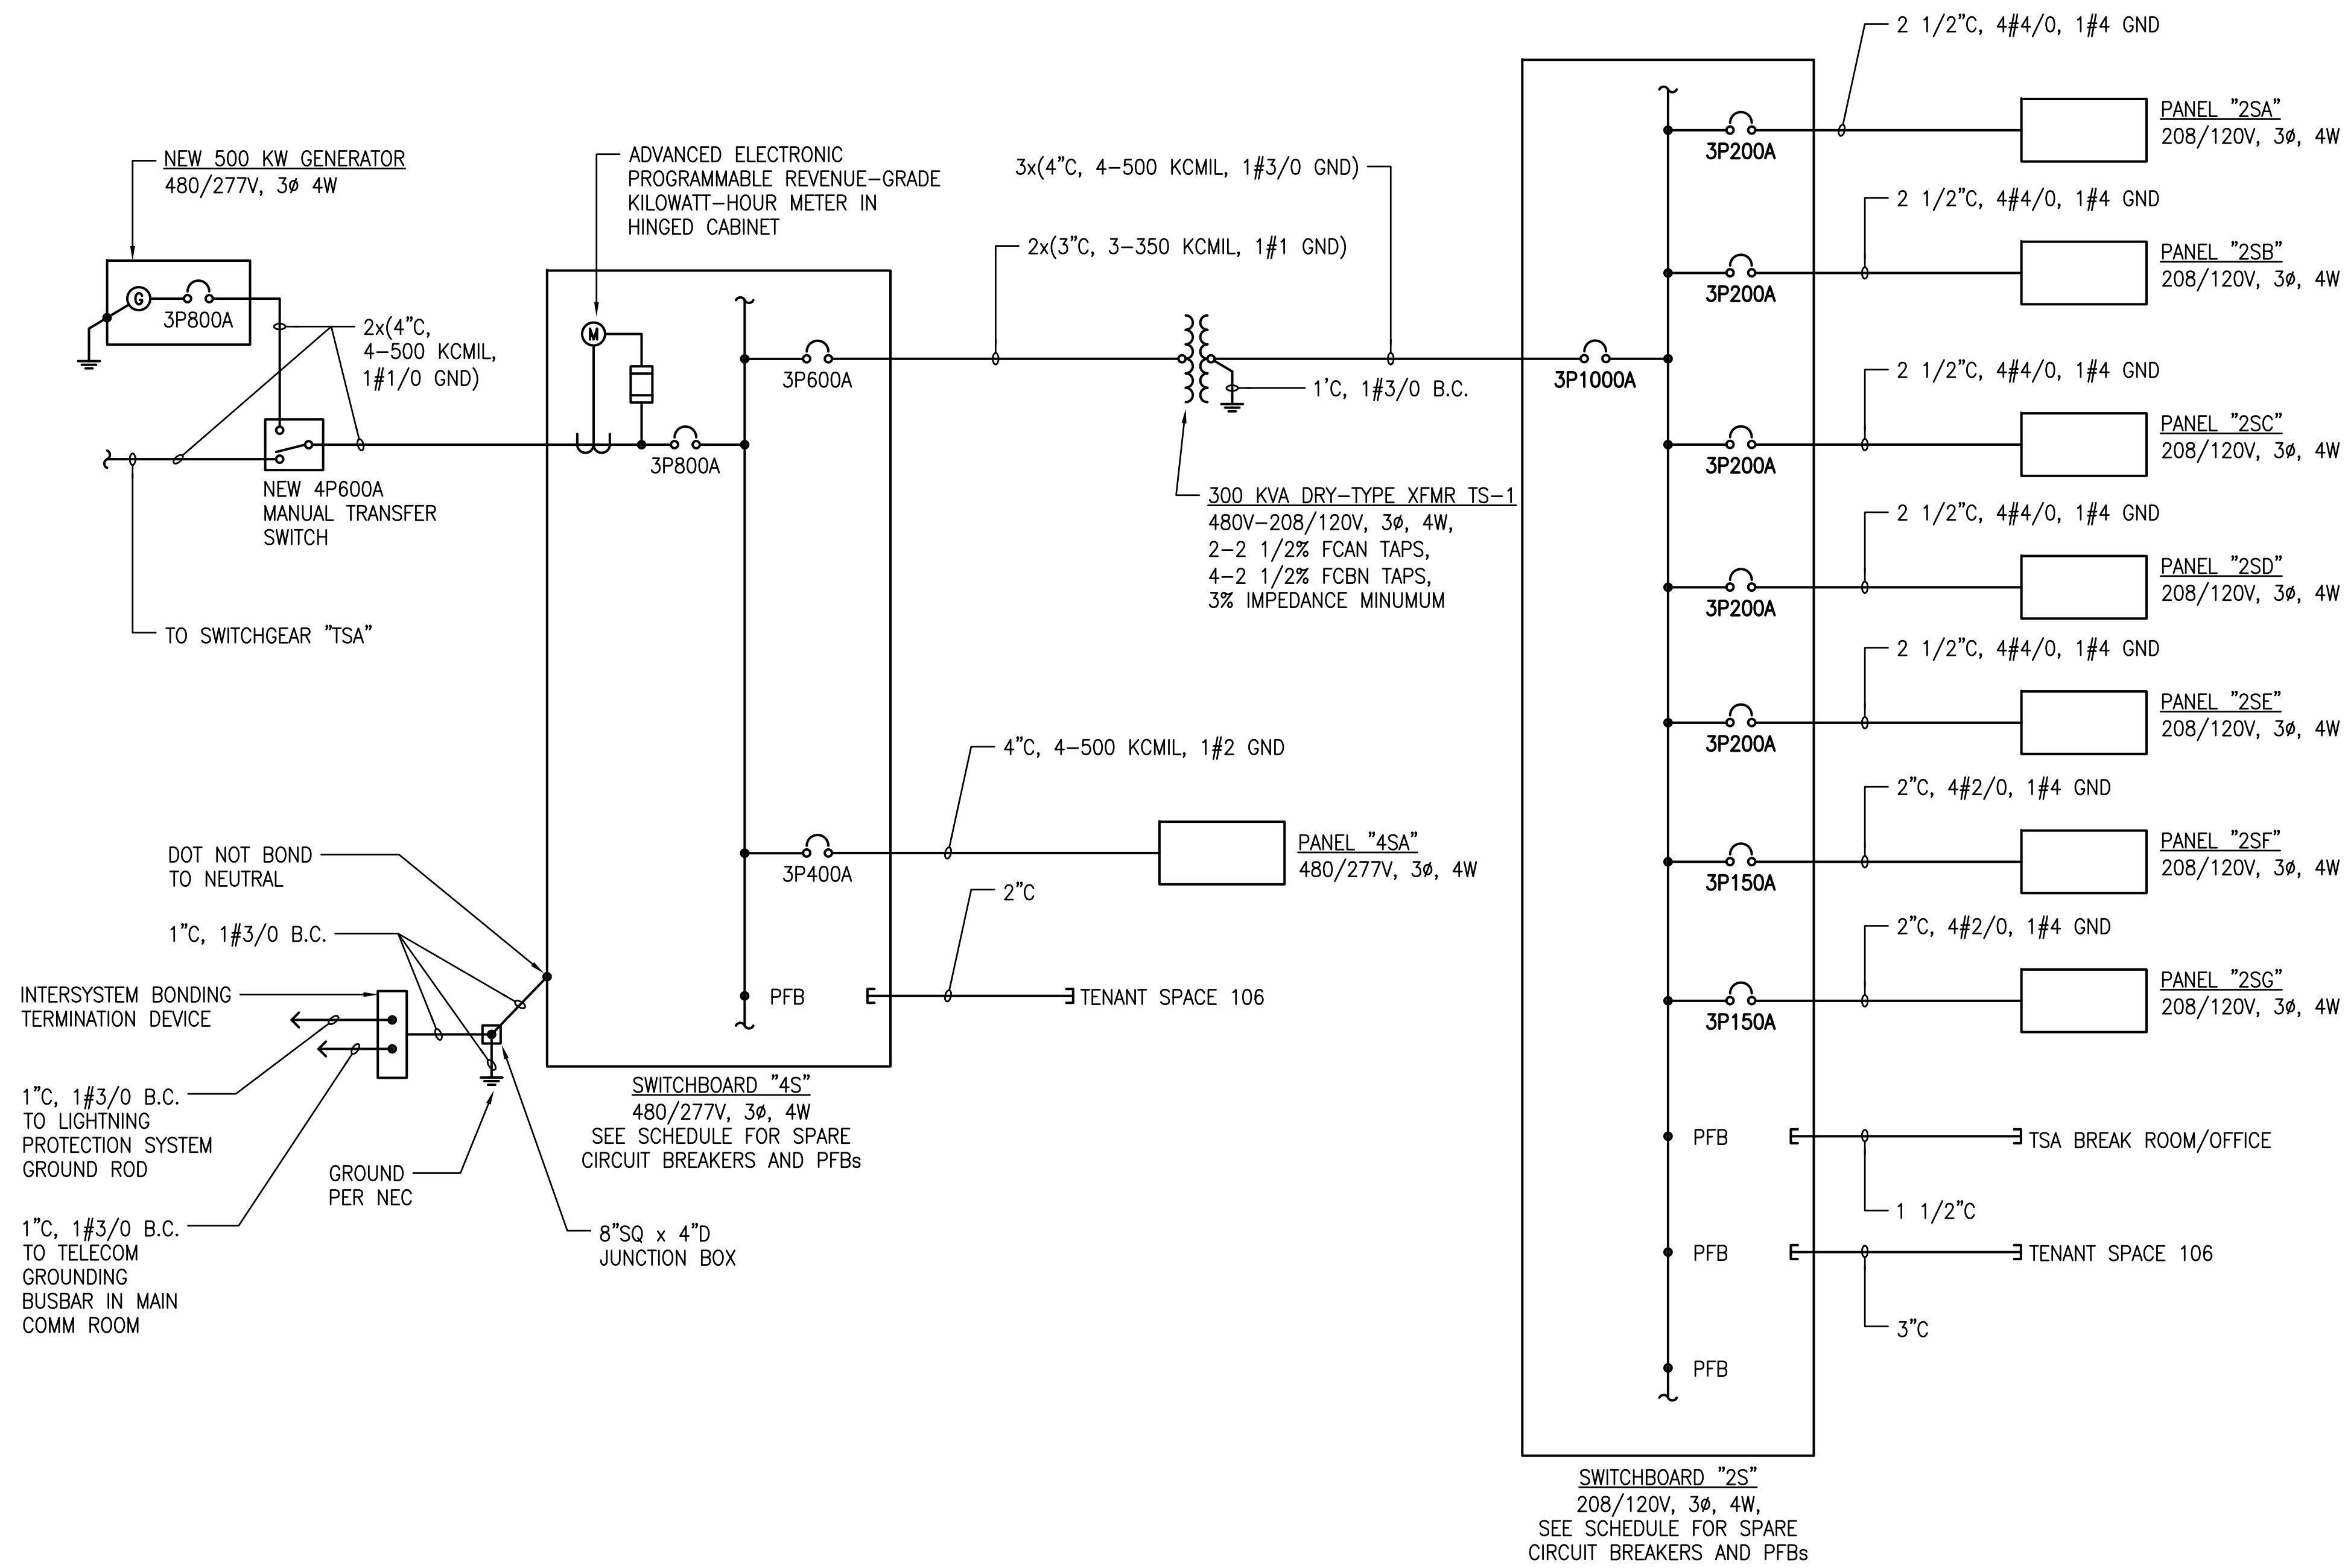 NEW 500 KW GENERATOR
480/277V, 3ø 4W
G
3P800A
2x(4"C,
4-500 KCMIL,
1#1/0 GND)
NEW 4P600A
MANUAL TRANSFER
SWITCH
TO SWITCHGEAR "TSA"
ADVANCED ELECTRONIC
PROGRAMMABLE REVENUE-GRADE
KILOWATT-HOUR METER IN
HINGED CABINET
M
3P800A
3P600A
3P400A
PFB
2x(3"C, 3-350 KCMIL, 1#1 GND)
3x(4"C, 4-500 KCMIL, 1#3/0 GND)
1'C, 1#3/0 B.C.
300 KVA DRY-TYPE XFMR TS-1
480V-208/120V, 3ø, 4W,
2-2 1/2% FCAN TAPS,
4-2 1/2% FCBN TAPS,
3% IMPEDANCE MINUMUM
4"C, 4-500 KCMIL, 1#2 GND
PANEL "4SA"
480/277V, 3ø, 4W
2"C
TENANT SPACE 106
DOT NOT BOND
TO NEUTRAL
1"C, 1#3/0 B.C.
INTERSYSTEM BONDING
TERMINATION DEVICE
1"C, 1#3/0 B.C.
TO LIGHTNING
PROTECTION SYSTEM
GROUND ROD
1"C, 1#3/0 B.C.
TO TELECOM
GROUNDING
BUSBAR IN MAIN
COMM ROOM
GROUND
PER NEC
8"SQ x 4"D
JUNCTION BOX
SWITCHBOARD "4S"
480/277V, 3ø, 4W
SEE SCHEDULE FOR SPARE
CIRCUIT BREAKERS AND PFBs
3P1000A
2 1/2"C, 4#4/0, 1#4 GND
3P200A
PANEL "2SA"
208/120V, 3ø, 4W
2 1/2"C, 4#4/0, 1#4 GND
3P200A
PANEL "2SB"
208/120V, 3ø, 4W
2 1/2"C, 4#4/0, 1#4 GND
3P200A
PANEL "2SC"
208/120V, 3ø, 4W
2 1/2"C, 4#4/0, 1#4 GND
3P200A
PANEL "2SD"
208/120V, 3ø, 4W
2 1/2"C, 4#4/0, 1#4 GND
3P200A
PANEL "2SE"
208/120V, 3ø, 4W
2"C, 4#2/0, 1#4 GND
3P150A
PANEL "2SF"
208/120V, 3ø, 4W
2"C, 4#2/0, 1#4 GND
3P150A
PANEL "2SG"
208/120V, 3ø, 4W
PFB
TSA BREAK ROOM/OFFICE
1 1/2"C
PFB
TENANT SPACE 106
3"C
PFB
SWITCHBOARD "2S"
208/120V, 3ø, 4W,
SEE SCHEDULE FOR SPARE
CIRCUIT BREAKERS AND PFBs